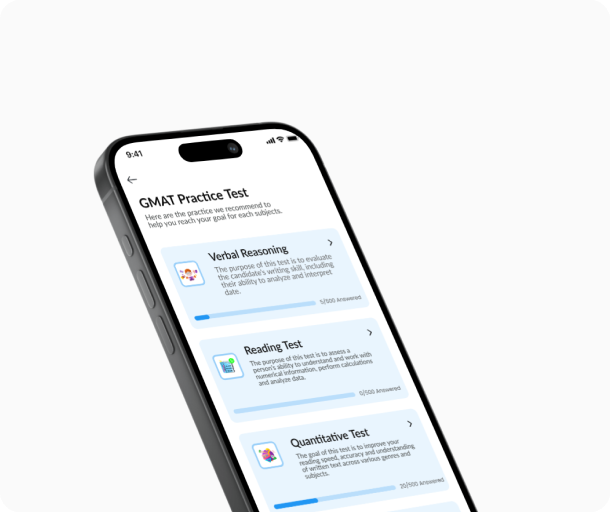 9:41
GMAT Practice Test
Here are the practice we recommend to
help you reach your goal for each subjects.
Verbal Reasoning
The purpose of this test is to evaluate
the candidate's writing skill, including
their ability to analyze and interpret
date.
5/500 Answered
Reading Test
The purpose of this test is to assess a
person's ability to understand and work with
numerical information, perform calculations
and analyze data.
0/500 Answered
Quantitative Test
The goal of this test is to improve your
reading speed, accuracy and understanding
of written text across various genres and
subjects.
20/500 Answered